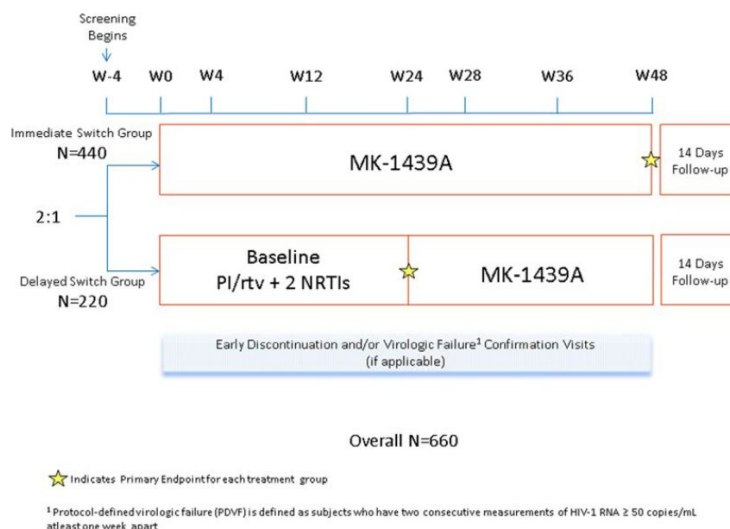 Screening
Begins
W-4 W0 W4 W12 W24 W28 W36 W48
Immediate Switch Group
N=440
MK-1439A
14 Days
Follow-up
2:1
Baseline
PI/rtv + 2 NRTIs
MK-1439A
14 Days
Follow-up
Delayed Switch Group
N=220
Early Discontinuation and/or Virologic Failure¹ Confirmation Visits
(if applicable)
Overall N=660
Indicates Primary Endpoint for each treatment group
¹ Protocol-defined virologic failure (PDVF) is defined as subjects who have two consecutive measurements of HIV-1 RNA ≥ 50 copies/mL
atleast one week apart